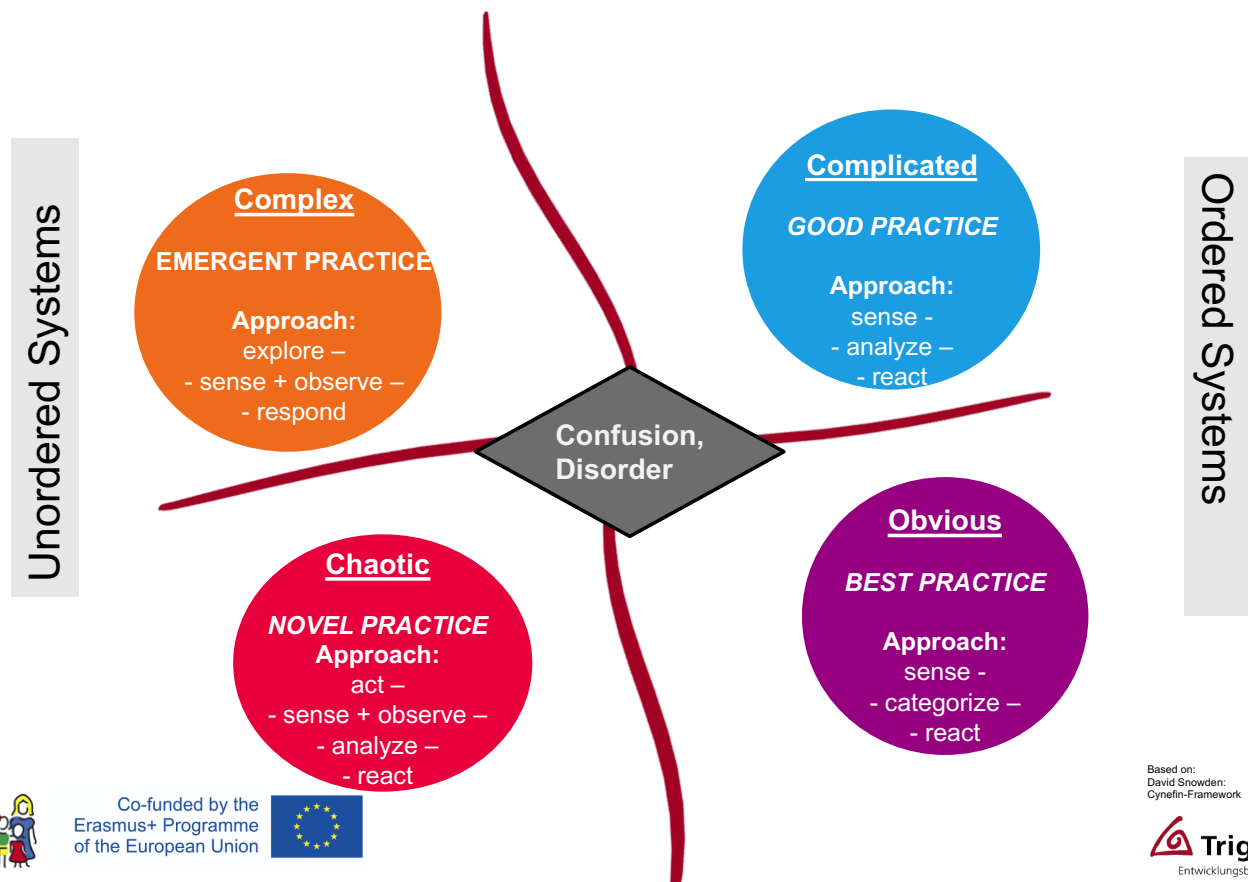 Unordered Systems
Complex
EMERGENT PRACTICE
Approach:
explore –
- sense + observe –
- respond
Complicated
GOOD PRACTICE
Approach:
sense -
- analyze –
- react
Ordered Systems
Confusion,
Disorder
Chaotic
NOVEL PRACTICE
Approach:
act –
- sense + observe –
- analyze –
- react
Obvious
BEST PRACTICE
Approach:
sense -
- categorize –
- react
Co-funded by the
Erasmus+ Programme
of the European Union
Based on:
David Snowden:
Cynefin-Framework
Trig
Entwicklungsb